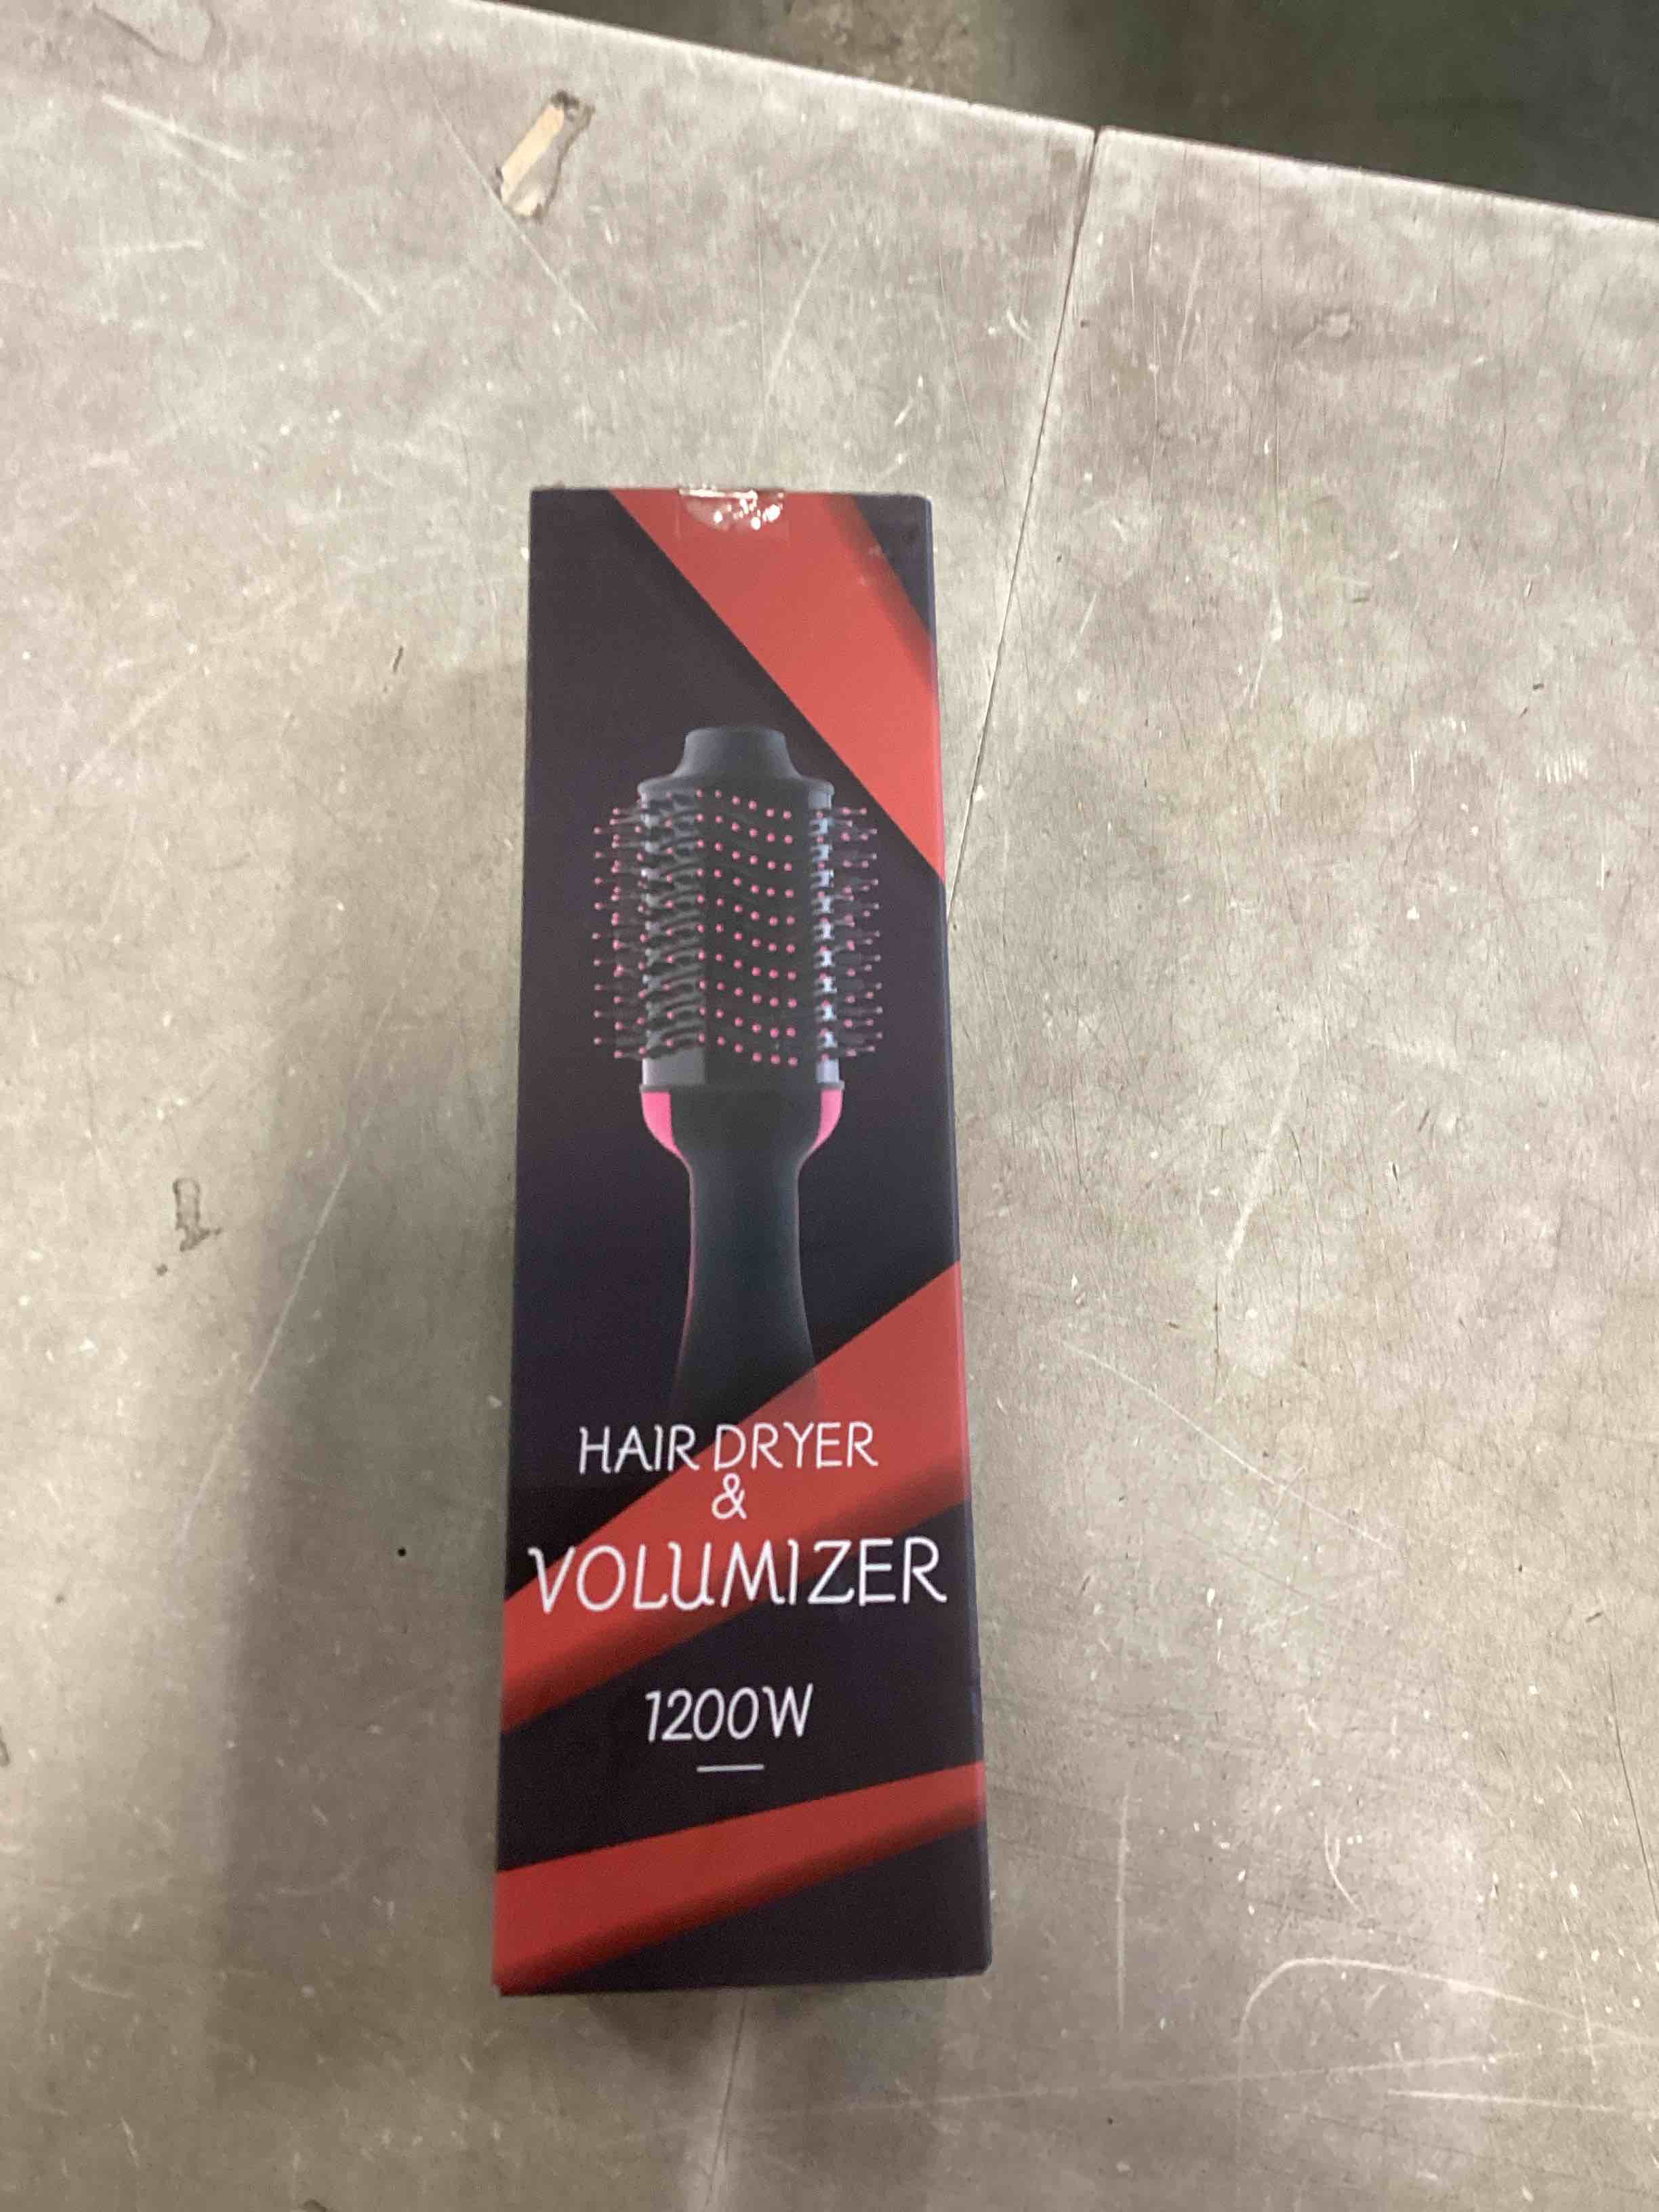 HAIR DRYER
&
VOLUMIZER
1200W